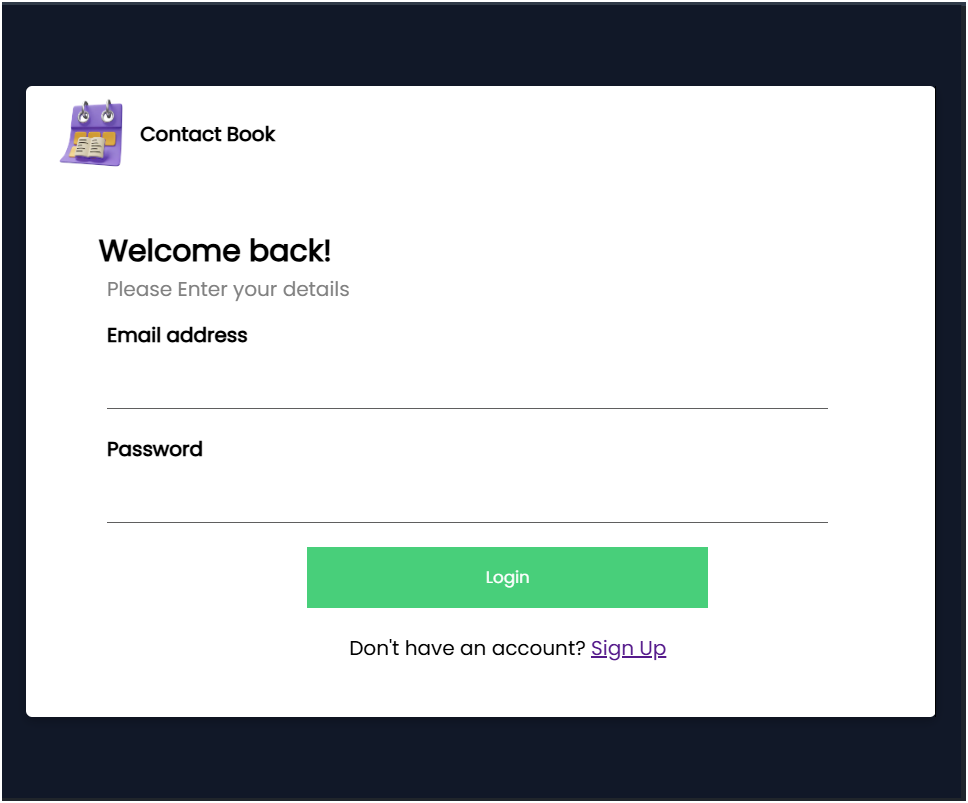 Contact Book
Welcome back!
Please Enter your details
Email address
Password
Login
Don't have an account? Sign Up